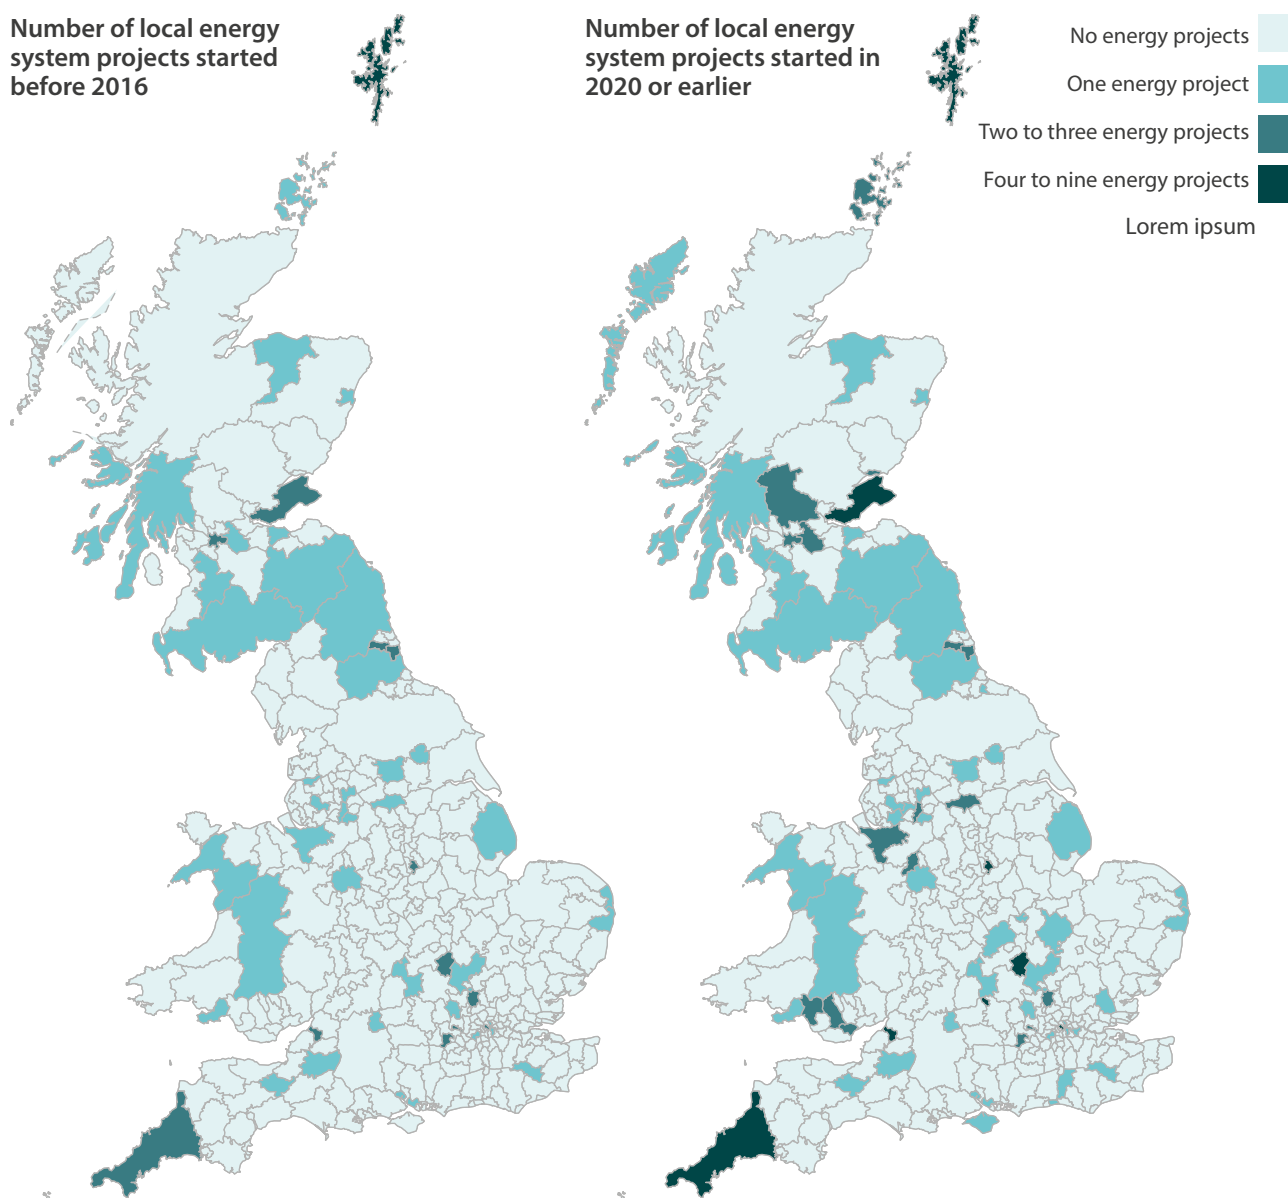 Number of local energy
system projects started
before 2016
Number of local energy
system projects started in
2020 or earlier
No energy projects
One energy project
Two to three energy projects
Four to nine energy projects
Lorem ipsum